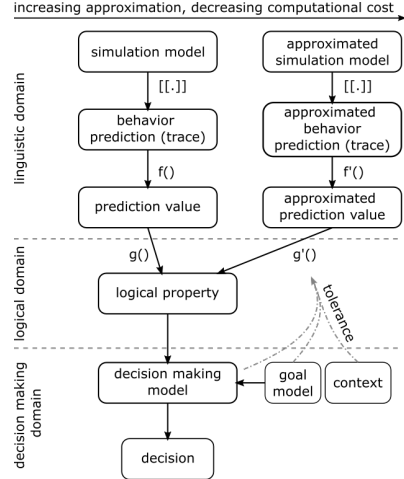 increasing approximation, decreasing computational cost
simulation model
approximated
simulation model
[[.]]
[[.]]
behavior
prediction (trace)
approximated
behavior
prediction (trace)
f()
f'()
prediction value
approximated
prediction value
linguistic domain
g()
g'()
logical property
logical domain
tolerance
decision making
model
goal
model
context
decision
decision making
domain